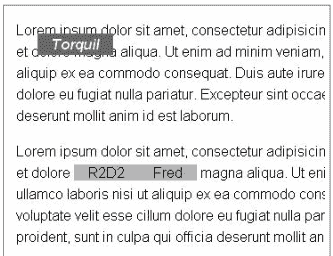 Lorem ipsum dolor sit amet, consectetur adipisicin
Torquil
et dolore magna aliqua. Ut enim ad minim veniam,
aliquip ex ea commodo consequat. Duis aute irure
dolore eu fugiat nulla pariatur. Excepteur sint occae
deserunt mollit anim id est laborum.
Lorem ipsum dolor sit amet, consectetur adipisicin
et dolore R2D2 Fred magna aliqua. Ut eni
ullamco laboris nisi ut aliquip ex ea commodo cons
voluptate velit esse cillum dolore eu fugiat nulla par
proident, sunt in culpa qui officia deserunt mollit an